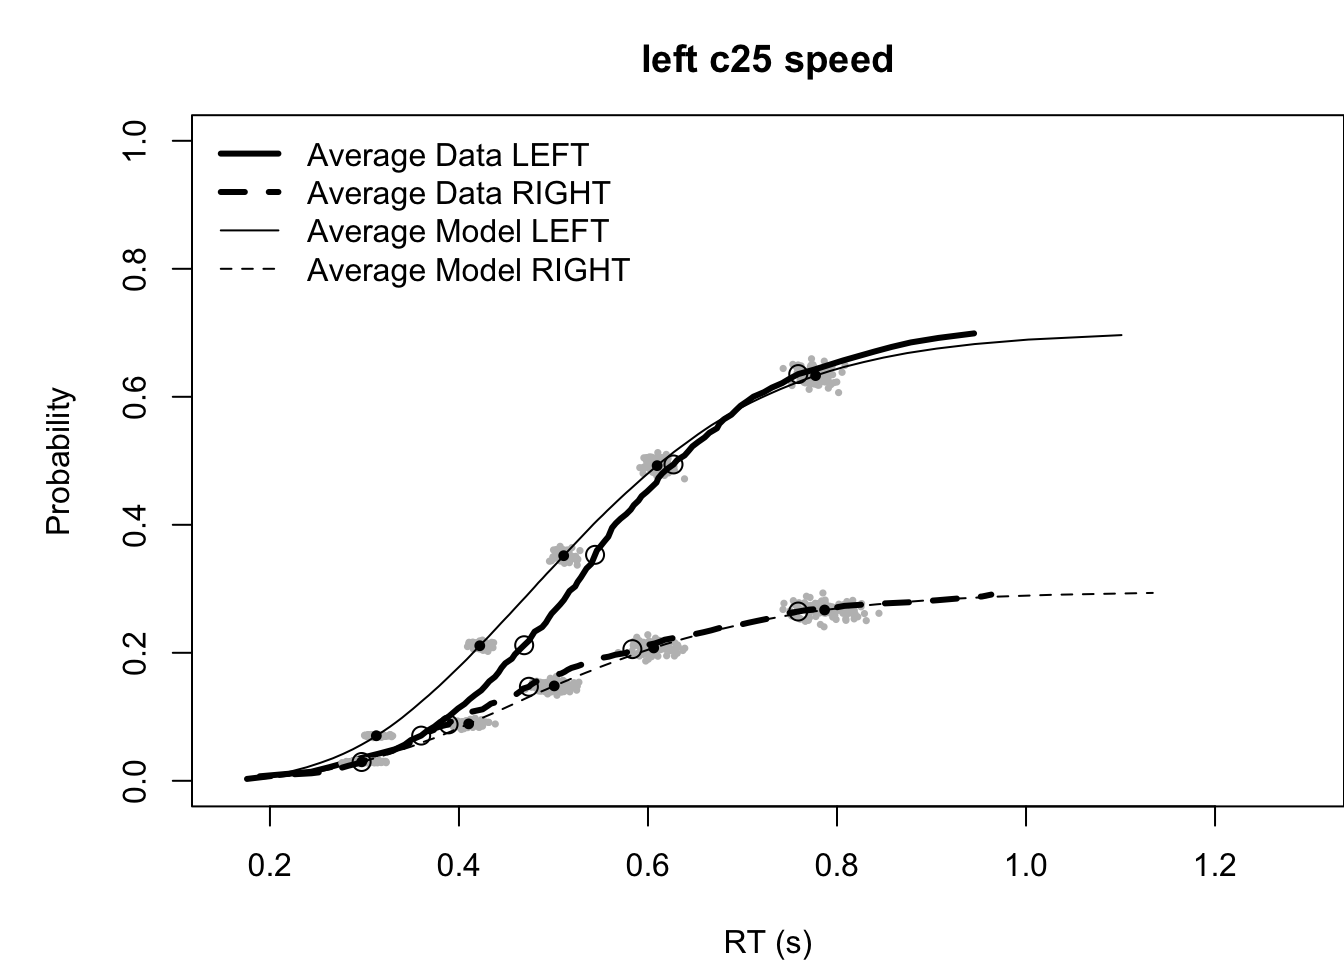 left c25 speed
Average Data LEFT
Average Data RIGHT
Average Model LEFT
Average Model RIGHT
Probability
1.0
0.8
0.6
0.4
0.2
0.0
0.2 0.4 0.6 0.8 1.0 1.2
RT (s)